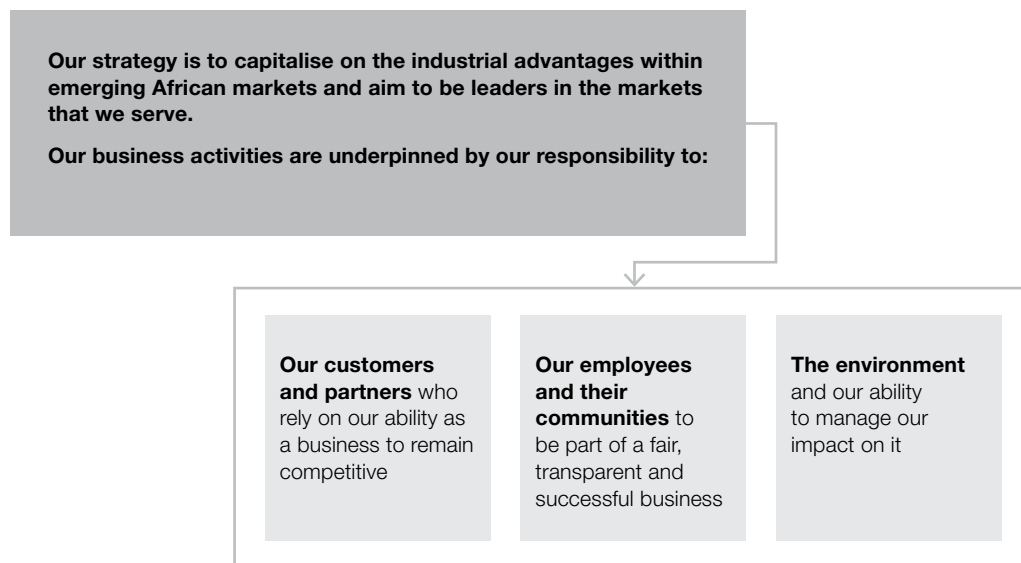 Our strategy is to capitalise on the industrial advantages within
emerging African markets and aim to be leaders in the markets
that we serve.
Our business activities are underpinned by our responsibility to:
Our customers
and partners who
rely on our ability as
a business to remain
competitive
Our employees
and their
communities to
be part of a fair,
transparent and
successful business
The environment
and our ability
to manage our
impact on it